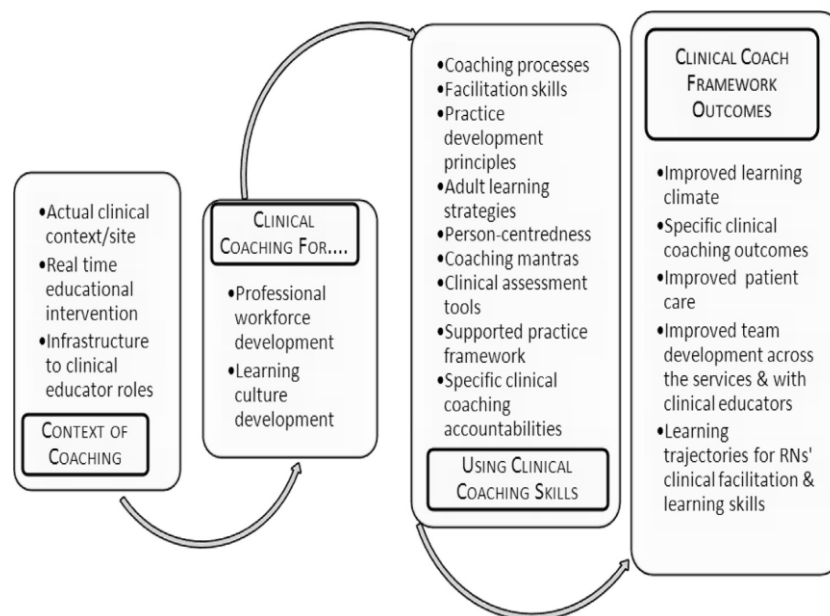 •Actual clinical
context/site
•Real time
educational
intervention
•Infrastructure
to clinical
educator roles
CONTEXT OF
COACHING
CLINICAL
COACHING FOR....
•Professional
workforce
development
•Learning
culture
development
•Coaching processes
•Facilitation skills
•Practice
development
principles
•Adult learning
strategies
•Person-centredness
•Coaching mantras
•Clinical assessment
tools
•Supported practice
framework
•Specific clinical
coaching
accountabilities
USING CLINICAL
COACHING SKILLS
CLINICAL COACH
FRAMEWORK
OUTCOMES
•Improved learning
climate
•Specific clinical
coaching outcomes
•Improved patient
care
•Improved team
development across
the services & with
clinical educators
•Learning
trajectories for RNs'
clinical facilitation &
learning skills